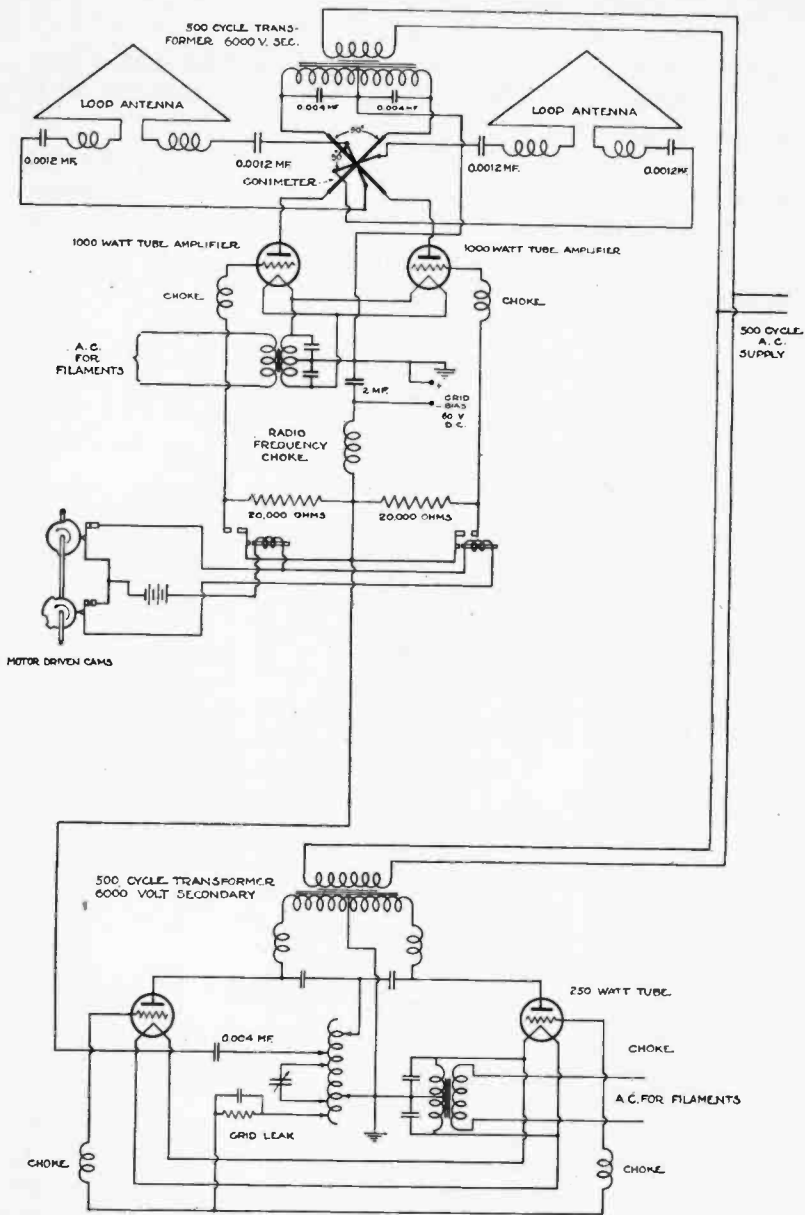 500 CYCLE TRANS-
FORMER 6000 V. SEC.
0.004 MF.
0.004 MF
LOOP ANTENNA
LOOP ANTENNA
0.0012 MF.
0.0012 MF.
90°
90°
GONIMETER
0.0012 MF.
0.0012 MF.
1000 WATT TUBE AMPLIFIER
1000 WATT TUBE AMPLIFIER
CHOKE
CHOKE
A.C.
FOR
FILAMENTS
500 CYCLE
A.C.
SUPPLY
2 MF.
+
GRID
- BIAS
60 V
D.C.
RADIO
FREQUENCY
CHOKE
20,000 OHMS
20,000 OHMS
MOTOR DRIVEN CAMS
500 CYCLE TRANSFORMER
6000 VOLT SECONDARY
250 WATT TUBE
0.004 MF.
CHOKE
A.C. FOR FILAMENTS
GRID LEAK
CHOKE
CHOKE